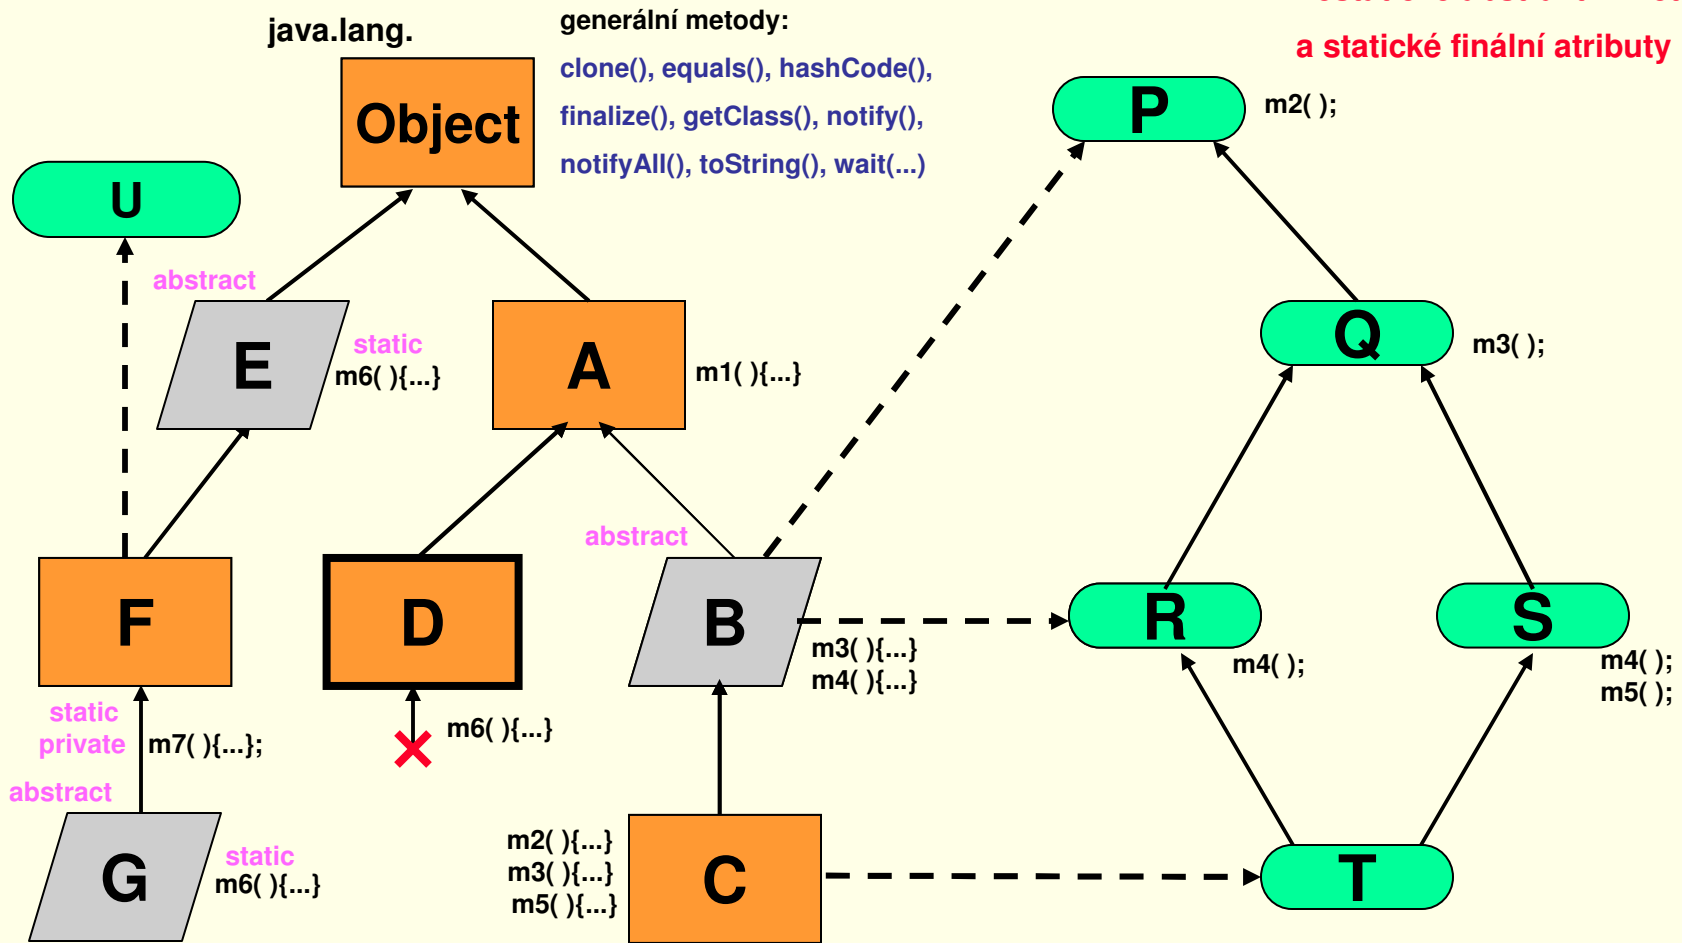 java.lang.
generální metody:
clone(), equals(), hashCode(),
finalize(), getClass(), notify(),
notifyAll(), toString(), wait(...)
a statické finální atributy
Object
P
m2( );
U
abstract
E
static
m6( ){...}
A
m1( ){...}
Q
m3( );
abstract
F
D
B
m3( ){...}
m4( ){...}
R
m4( );
S
m4( );
m5( );
static
private
m7( ){...};
m6( ){...}
abstract
G
static
m6( ){...}
m2( ){...}
m3( ){...}
m5( ){...}
C
T